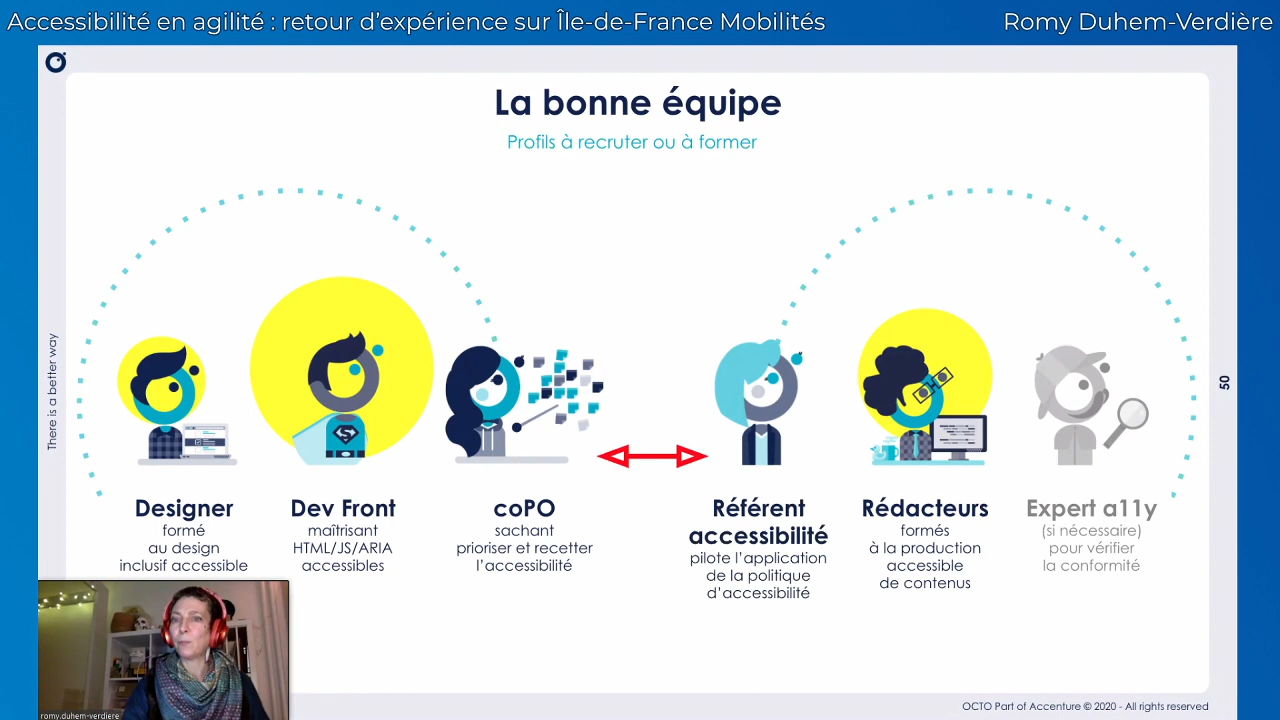 Accessibilité en agilité : retour d’expérience sur Île-de-France Mobilités
Romy Duhem-Verdière
La bonne équipe
Profils à recruter ou à former
There is a better way
50
Designer
formé
au design
inclusif accessible
Dev Front
maîtrisant
HTML/JS/ARIA
accessibles
coPO
sachant
prioriser et recetter
l’accessibilité
Référent
accessibilité
pilote l’application
de la politique
d’accessibilité
Rédacteurs
formés
à la production
accessible
de contenus
Expert a11y
(si nécessaire)
pour vérifier
la conformité
romy.duhem-verdiere
OCTO Part of Accenture © 2020 - All rights reserved